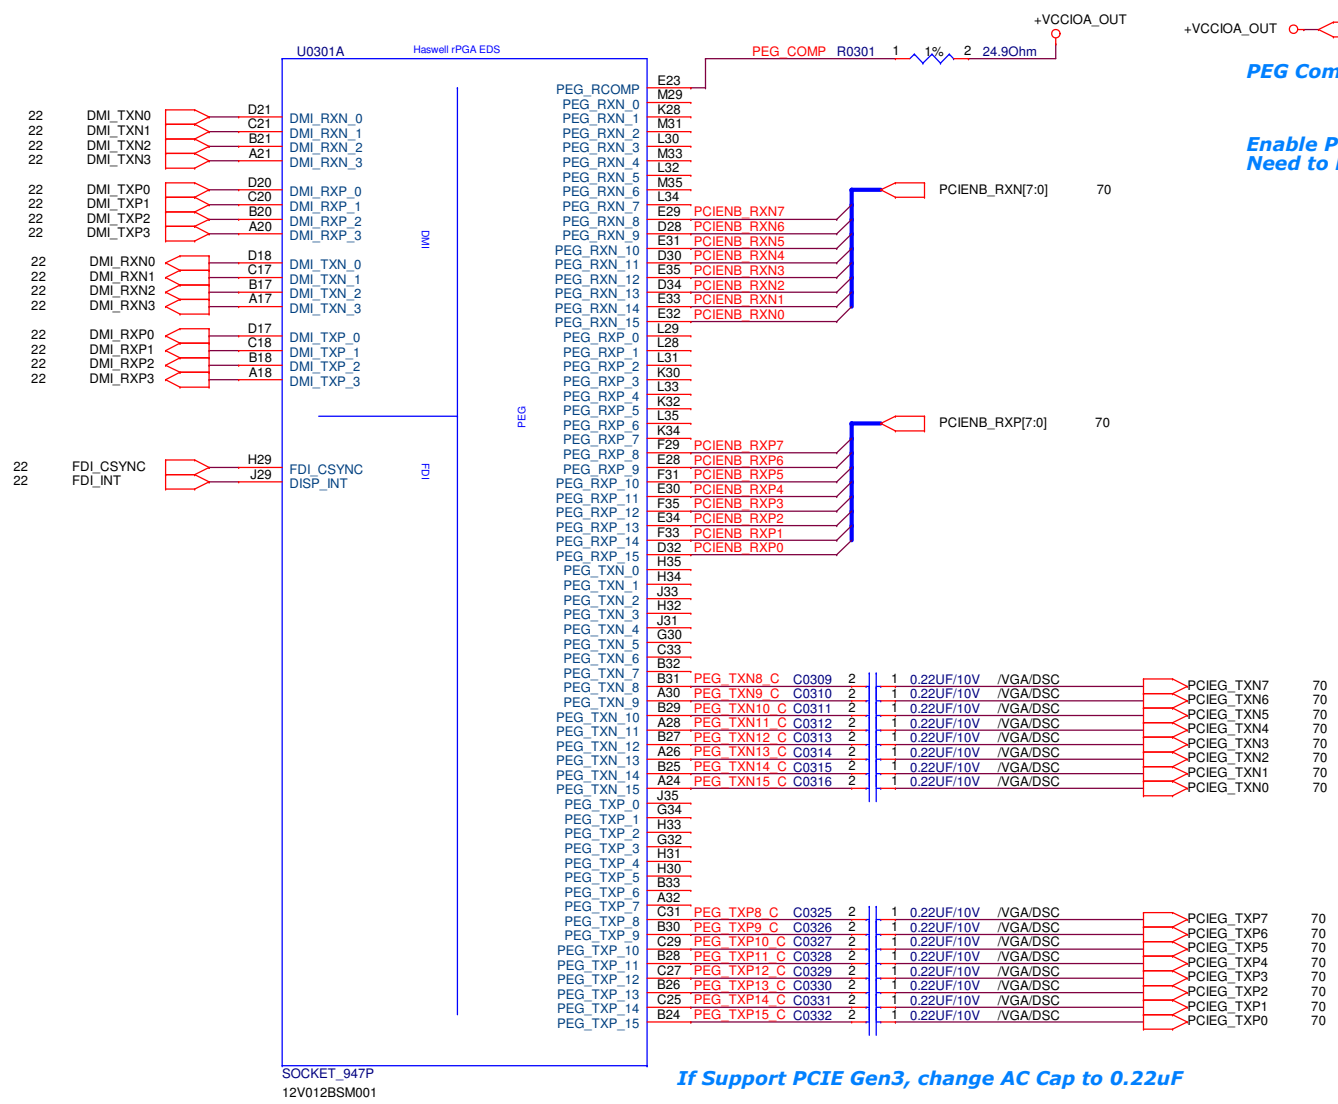 +VCCIOA_OUT
+VCCIOA_OUT
U0301A
Haswell rPGA EDS
PEG_COMP R0301 1 1% 2 24.9Ohm
PEG Com
Enable P
Need to
22 DMI_TXN0 D21 DMI_RXN_0
22 DMI_TXN1 C21 DMI_RXN_1
22 DMI_TXN2 B21 DMI_RXN_2
22 DMI_TXN3 A21 DMI_RXN_3
22 DMI_TXP0 D20 DMI_RXP_0
22 DMI_TXP1 C20 DMI_RXP_1
22 DMI_TXP2 B20 DMI_RXP_2
22 DMI_TXP3 A20 DMI_RXP_3
22 DMI_RXN0 D18 DMI_TXN_0
22 DMI_RXN1 C17 DMI_TXN_1
22 DMI_RXN2 B17 DMI_TXN_2
22 DMI_RXN3 A17 DMI_TXN_3
22 DMI_RXP0 D17 DMI_TXP_0
22 DMI_RXP1 C18 DMI_TXP_1
22 DMI_RXP2 B18 DMI_TXP_2
22 DMI_RXP3 A18 DMI_TXP_3
22 FDI_CSYNC H29 FDI_CSYNC
22 FDI_INT J29 DISP_INT
DMI
PEG
FDI
PEG_RCOMP E23
PEG_RXN_0 M29
PEG_RXN_1 K28
PEG_RXN_2 M31
PEG_RXN_3 L30
PEG_RXN_4 M33
PEG_RXN_5 L32
PEG_RXN_6 M35
PEG_RXN_7 L34
PEG_RXN_8 E29 PCIENB_RXN7
PEG_RXN_9 D28 PCIENB_RXN6
PEG_RXN_10 E31 PCIENB_RXN5
PEG_RXN_11 D30 PCIENB_RXN4
PEG_RXN_12 E35 PCIENB_RXN3
PEG_RXN_13 D34 PCIENB_RXN2
PEG_RXN_14 E33 PCIENB_RXN1
PEG_RXN_15 E32 PCIENB_RXN0
PCIENB_RXN[7:0] 70
PEG_RXP_0 L29
PEG_RXP_1 L28
PEG_RXP_2 L31
PEG_RXP_3 K30
PEG_RXP_4 L33
PEG_RXP_5 K32
PEG_RXP_6 L35
PEG_RXP_7 K34
PEG_RXP_8 F29 PCIENB_RXP7
PEG_RXP_9 E28 PCIENB_RXP6
PEG_RXP_10 F31 PCIENB_RXP5
PEG_RXP_11 E30 PCIENB_RXP4
PEG_RXP_12 F35 PCIENB_RXP3
PEG_RXP_13 E34 PCIENB_RXP2
PEG_RXP_14 F33 PCIENB_RXP1
PEG_RXP_15 D32 PCIENB_RXP0
PCIENB_RXP[7:0] 70
PEG_TXN_0 H35
PEG_TXN_1 H34
PEG_TXN_2 J33
PEG_TXN_3 H32
PEG_TXN_4 J31
PEG_TXN_5 G30
PEG_TXN_6 C33
PEG_TXN_7 B32
PEG_TXN_8 B31 PEG_TXN8_C C0309 2 1 0.22UF/10V /VGA/DSC PCIEG_TXN7 70
PEG_TXN_9 A30 PEG_TXN9_C C0310 2 1 0.22UF/10V /VGA/DSC PCIEG_TXN6 70
PEG_TXN_10 B29 PEG_TXN10_C C0311 2 1 0.22UF/10V /VGA/DSC PCIEG_TXN5 70
PEG_TXN_11 A28 PEG_TXN11_C C0312 2 1 0.22UF/10V /VGA/DSC PCIEG_TXN4 70
PEG_TXN_12 B27 PEG_TXN12_C C0313 2 1 0.22UF/10V /VGA/DSC PCIEG_TXN3 70
PEG_TXN_13 A26 PEG_TXN13_C C0314 2 1 0.22UF/10V /VGA/DSC PCIEG_TXN2 70
PEG_TXN_14 B25 PEG_TXN14_C C0315 2 1 0.22UF/10V /VGA/DSC PCIEG_TXN1 70
PEG_TXN_15 A24 PEG_TXN15_C C0316 2 1 0.22UF/10V /VGA/DSC PCIEG_TXN0 70
PEG_TXP_0 J35
PEG_TXP_1 G34
PEG_TXP_2 H33
PEG_TXP_3 G32
PEG_TXP_4 H31
PEG_TXP_5 H30
PEG_TXP_6 B33
PEG_TXP_7 A32
PEG_TXP_8 C31 PEG_TXP8_C C0325 2 1 0.22UF/10V /VGA/DSC PCIEG_TXP7 70
PEG_TXP_9 B30 PEG_TXP9_C C0326 2 1 0.22UF/10V /VGA/DSC PCIEG_TXP6 70
PEG_TXP_10 C29 PEG_TXP10_C C0327 2 1 0.22UF/10V /VGA/DSC PCIEG_TXP5 70
PEG_TXP_11 B28 PEG_TXP11_C C0328 2 1 0.22UF/10V /VGA/DSC PCIEG_TXP4 70
PEG_TXP_12 C27 PEG_TXP12_C C0329 2 1 0.22UF/10V /VGA/DSC PCIEG_TXP3 70
PEG_TXP_13 B26 PEG_TXP13_C C0330 2 1 0.22UF/10V /VGA/DSC PCIEG_TXP2 70
PEG_TXP_14 C25 PEG_TXP14_C C0331 2 1 0.22UF/10V /VGA/DSC PCIEG_TXP1 70
PEG_TXP_15 B24 PEG_TXP15_C C0332 2 1 0.22UF/10V /VGA/DSC PCIEG_TXP0 70
SOCKET_947P
12V012BSM001
If Support PCIE Gen3, change AC Cap to 0.22uF